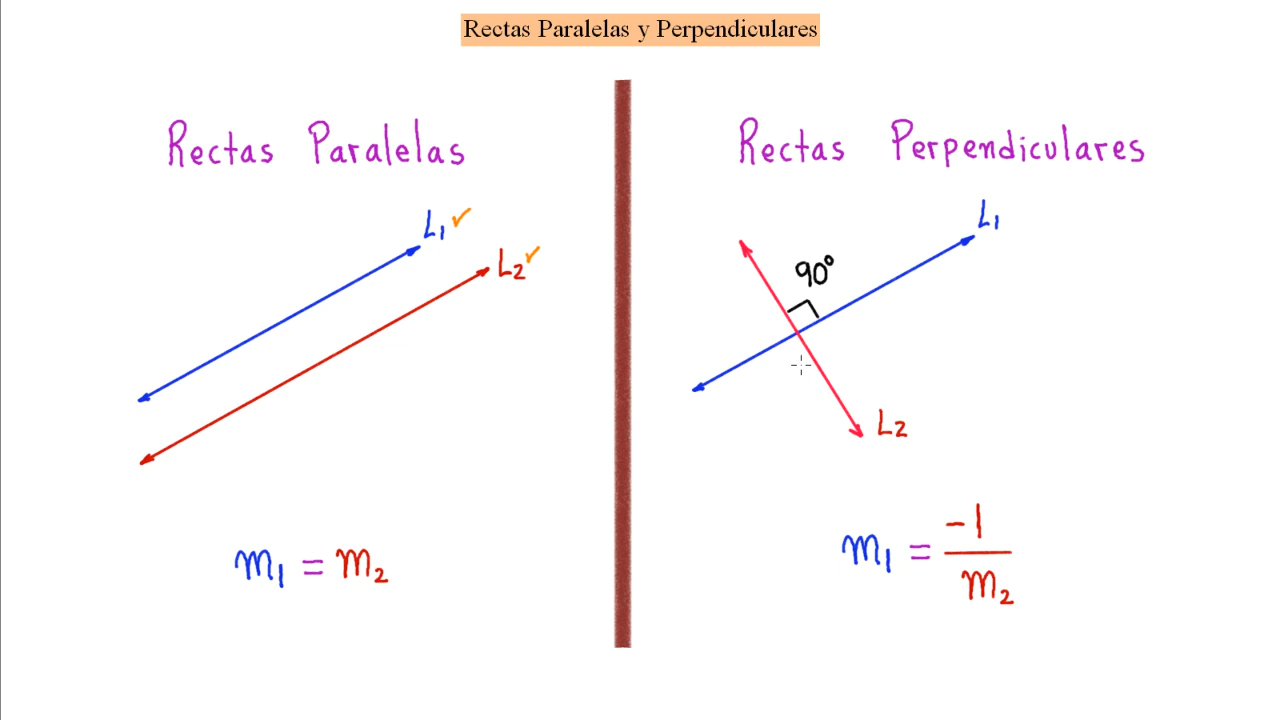 Rectas Paralelas y Perpendiculares
Rectas Paralelas
L1
L2
m1 = m2
Rectas Perpendiculares
L1
90°
L2
m1 = -1
m2